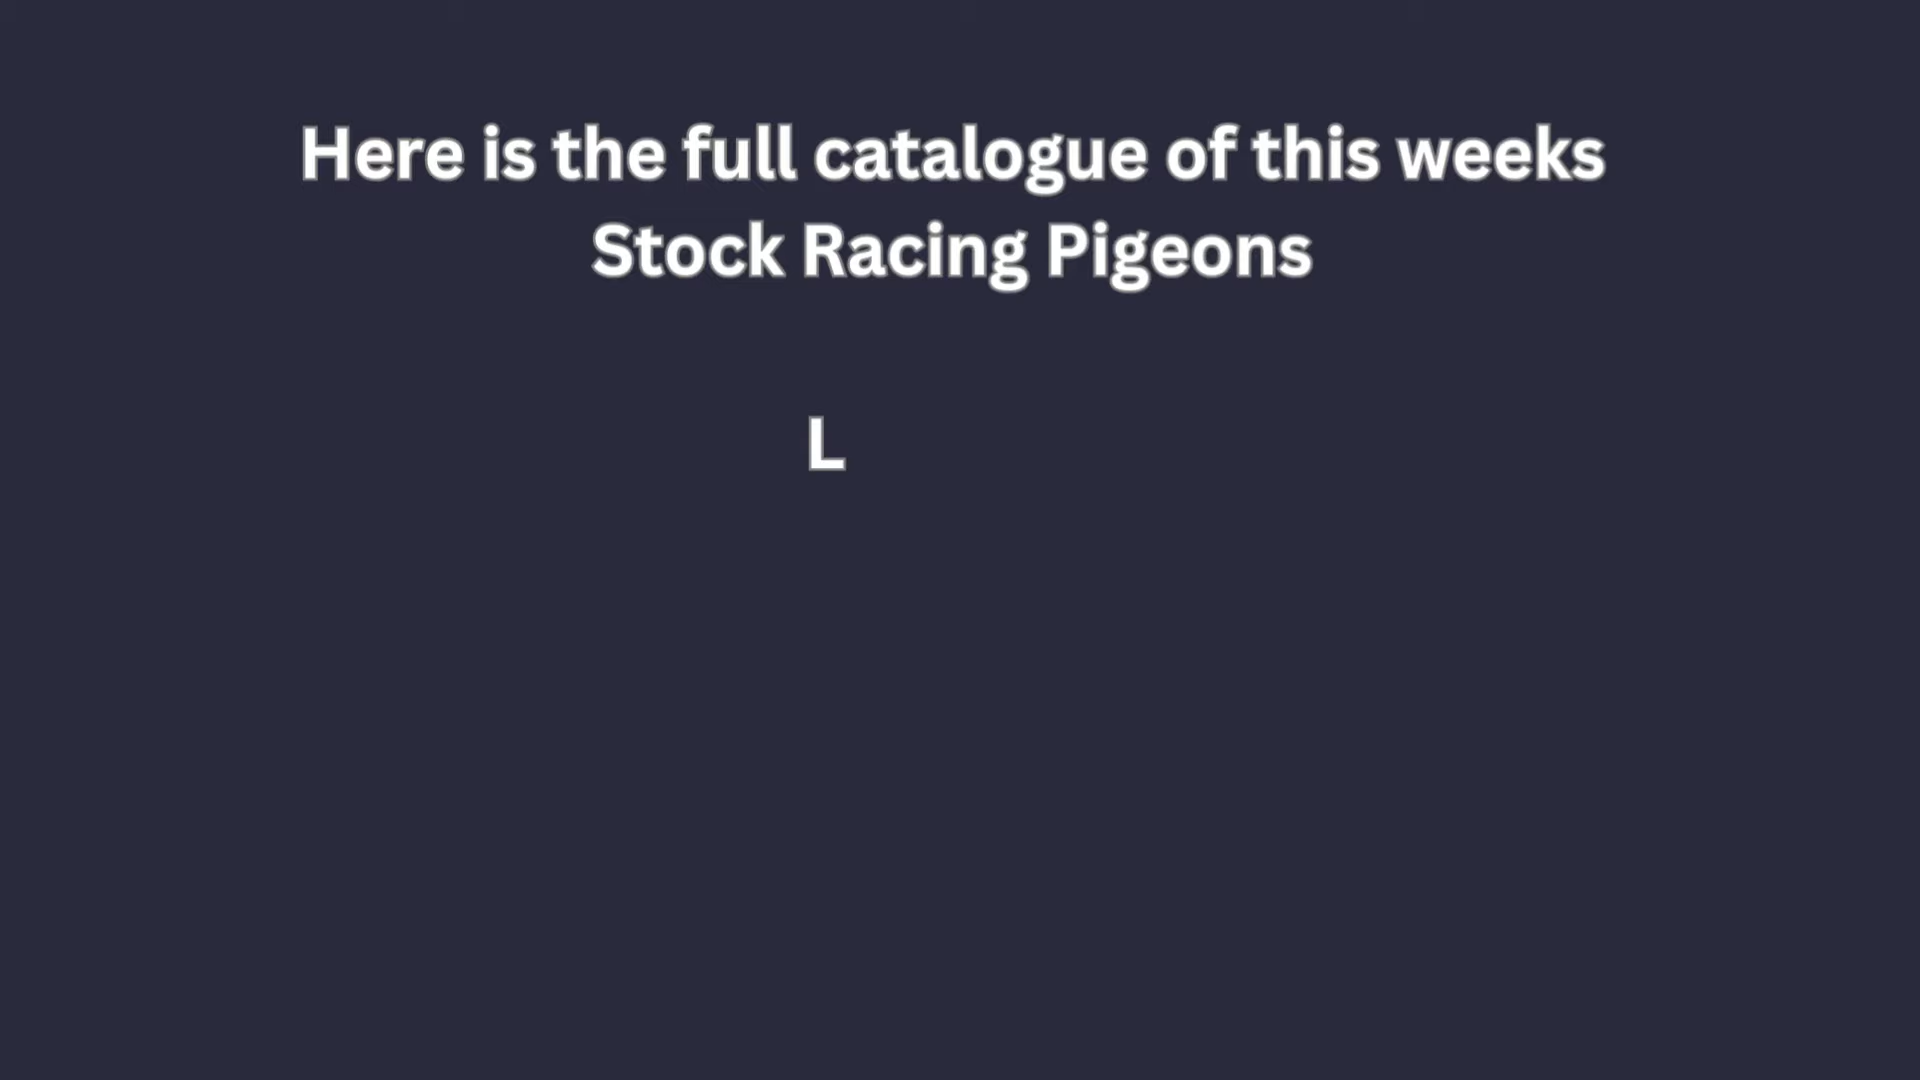 Here is the full catalogue of this weeks
Stock Racing Pigeons
L